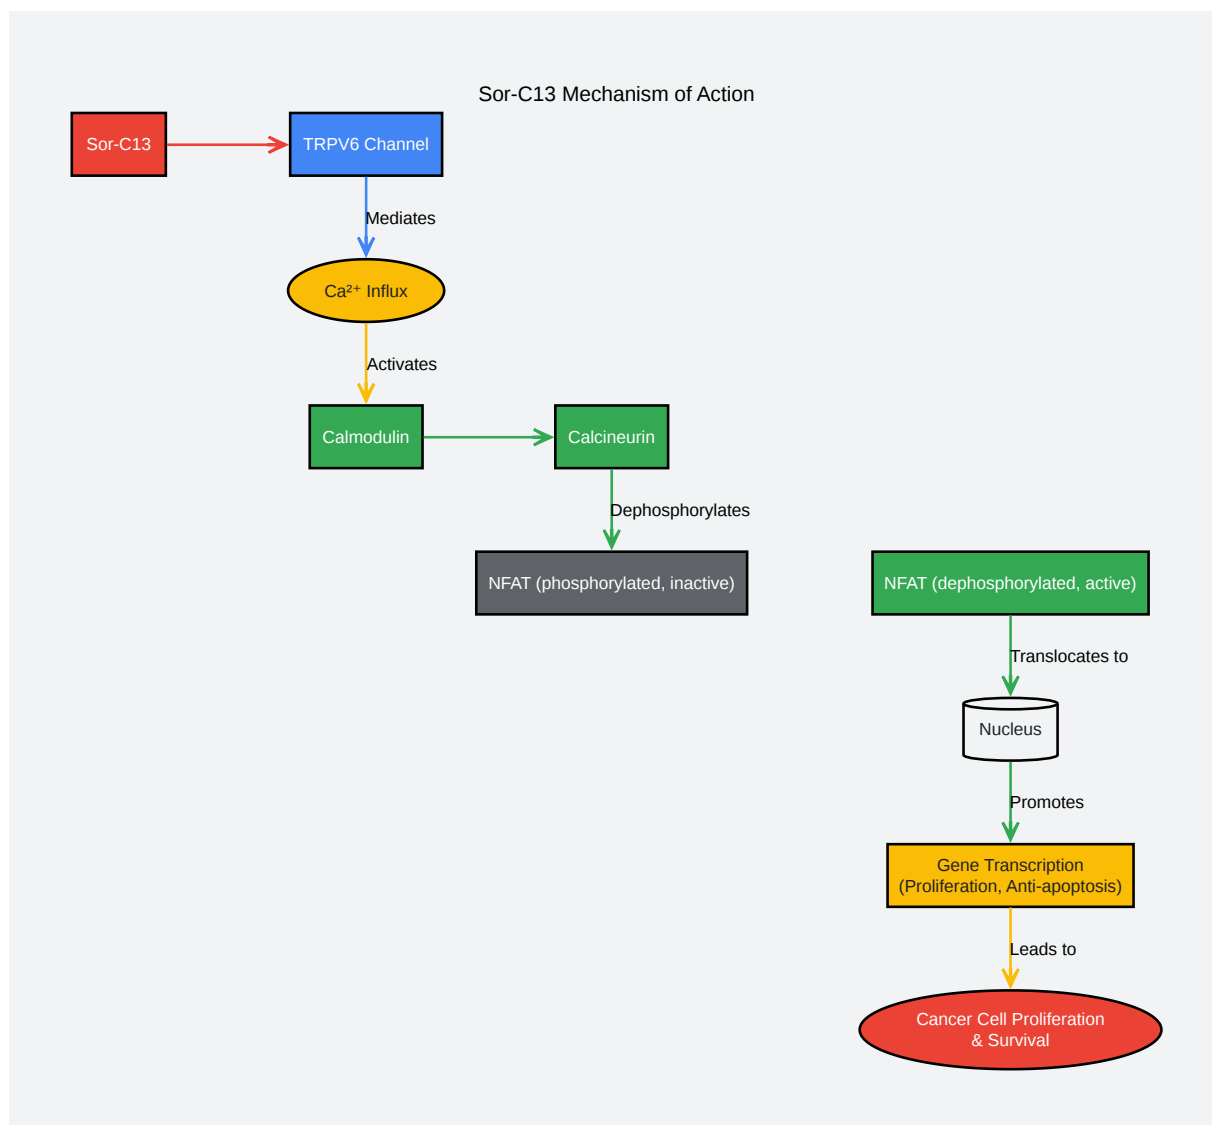 Sor-C13 Mechanism of Action
Sor-C13
TRPV6 Channel
Mediates
Ca²⁺ Influx
Activates
Calmodulin
Calcineurin
Dephosphorylates
NFAT (phosphorylated, inactive)
NFAT (dephosphorylated, active)
Translocates to
Nucleus
Promotes
Gene Transcription
(Proliferation, Anti-apoptosis)
Leads to
Cancer Cell Proliferation
& Survival